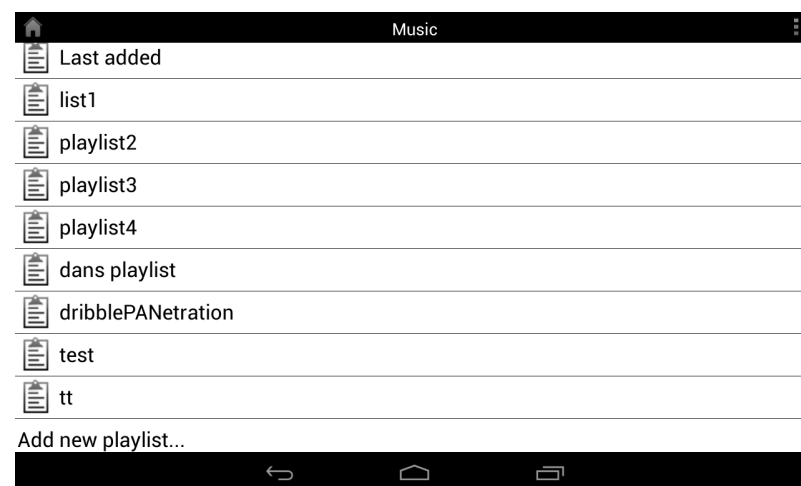 Music
Last added
list1
playlist2
playlist3
playlist4
dans playlist
dribblePANetration
test
tt
Add new playlist...